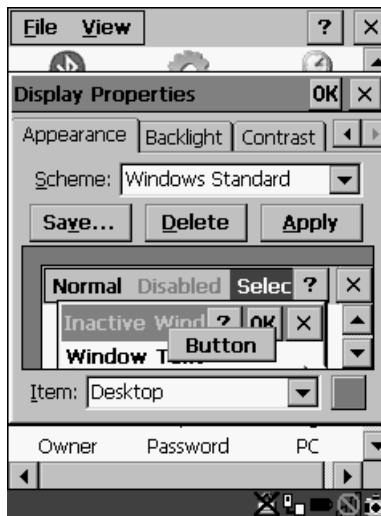 File View ?
Display Properties OK
Appearance Backlight Contrast
Scheme: Windows Standard
Save... Delete Apply
Normal Disabled Selec ?
Inactive Wind ? OK
Window
Button
Item: Desktop
Owner Password PC